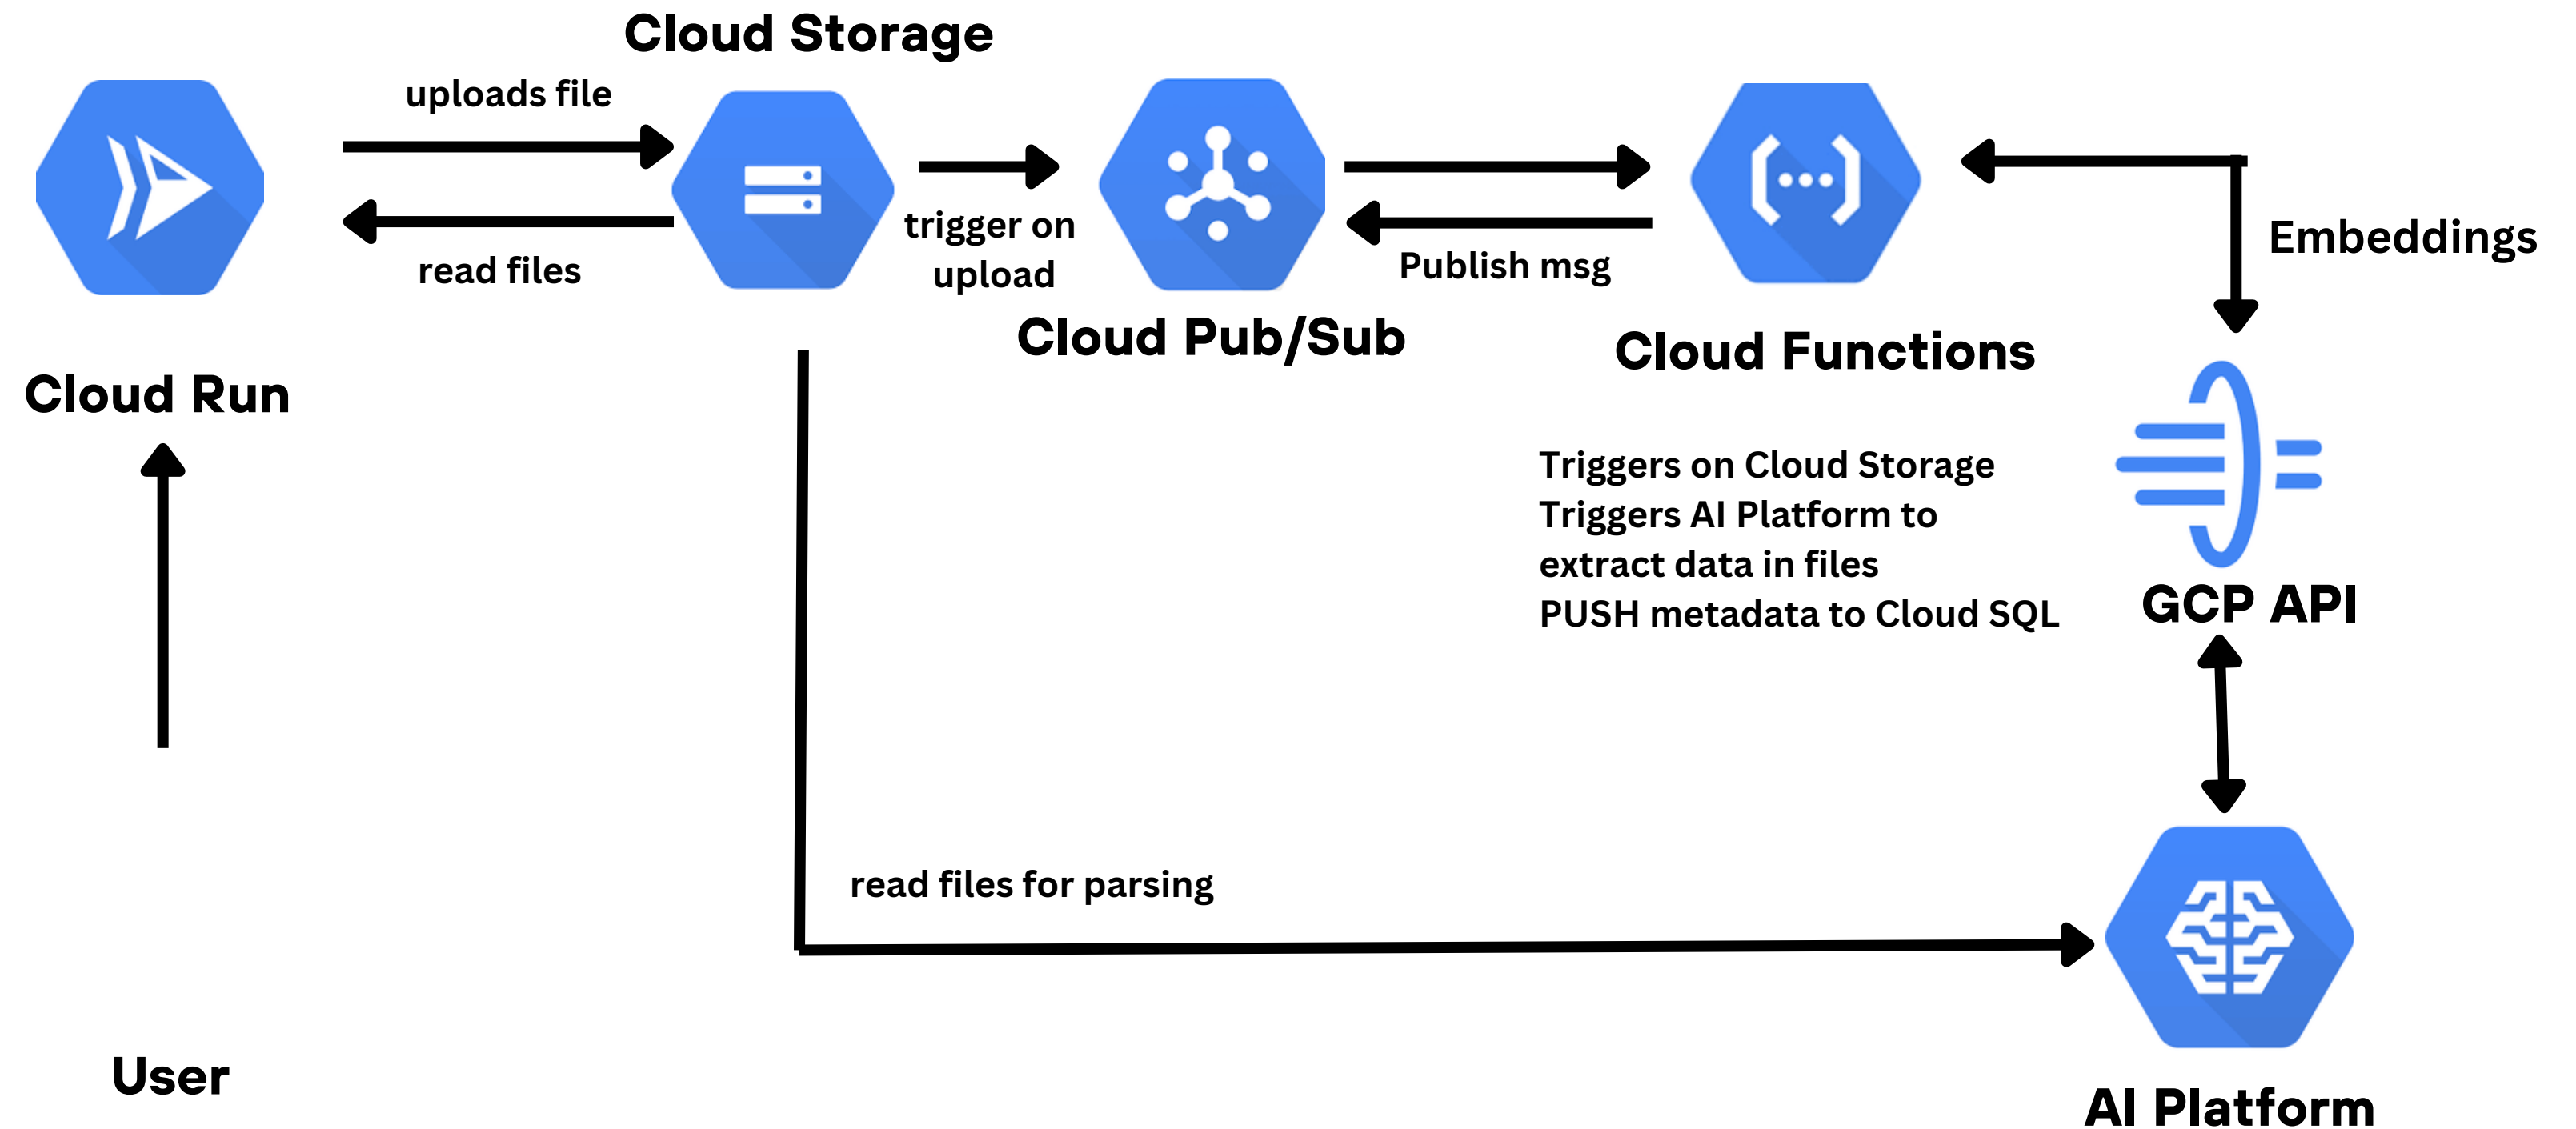 Cloud Storage
uploads file
read files
trigger on
upload
Publish msg
Embeddings
Cloud Run
Cloud Pub/Sub
Cloud Functions
Triggers on Cloud Storage
Triggers AI Platform to
extract data in files
PUSH metadata to Cloud SQL
GCP API
read files for parsing
User
AI Platform